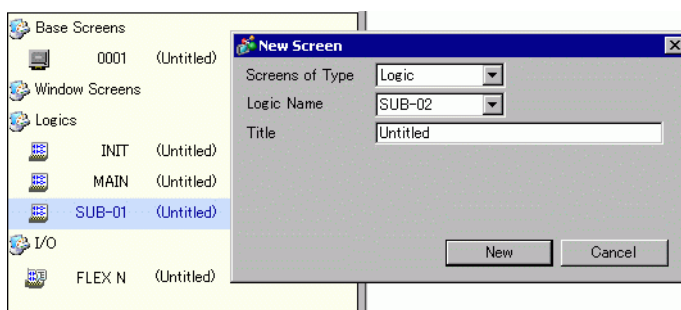 Base Screens
0001 (Untitled)
Window Screens
Logics
INIT (Untitled)
MAIN (Untitled)
SUB-01 (Untitled)
I/O
FLEX N (Untitled)
New Screen
Screens of Type Logic
Logic Name SUB-02
Title Untitled
New Cancel